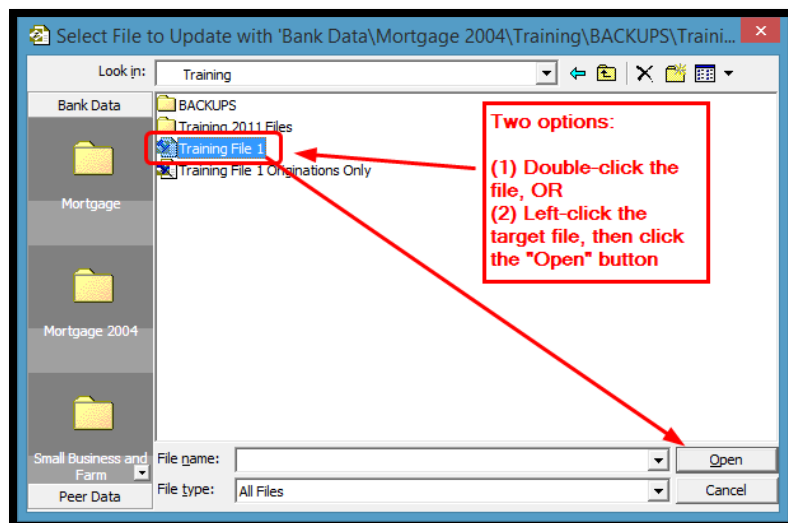 Select File to Update with 'Bank Data\Mortgage 2004\Training\BACKUPS\Traini...
Look in:
Training
Bank Data
Mortgage
Mortgage 2004
Small Business and
Farm
Peer Data
BACKUPS
Training 2011 Files
Training File 1
Training File 1 Originations Only
Two options:
(1) Double-click the
file, OR
(2) Left-click the
target file, then click
the "Open" button
File name:
Open
File type:
All Files
Cancel